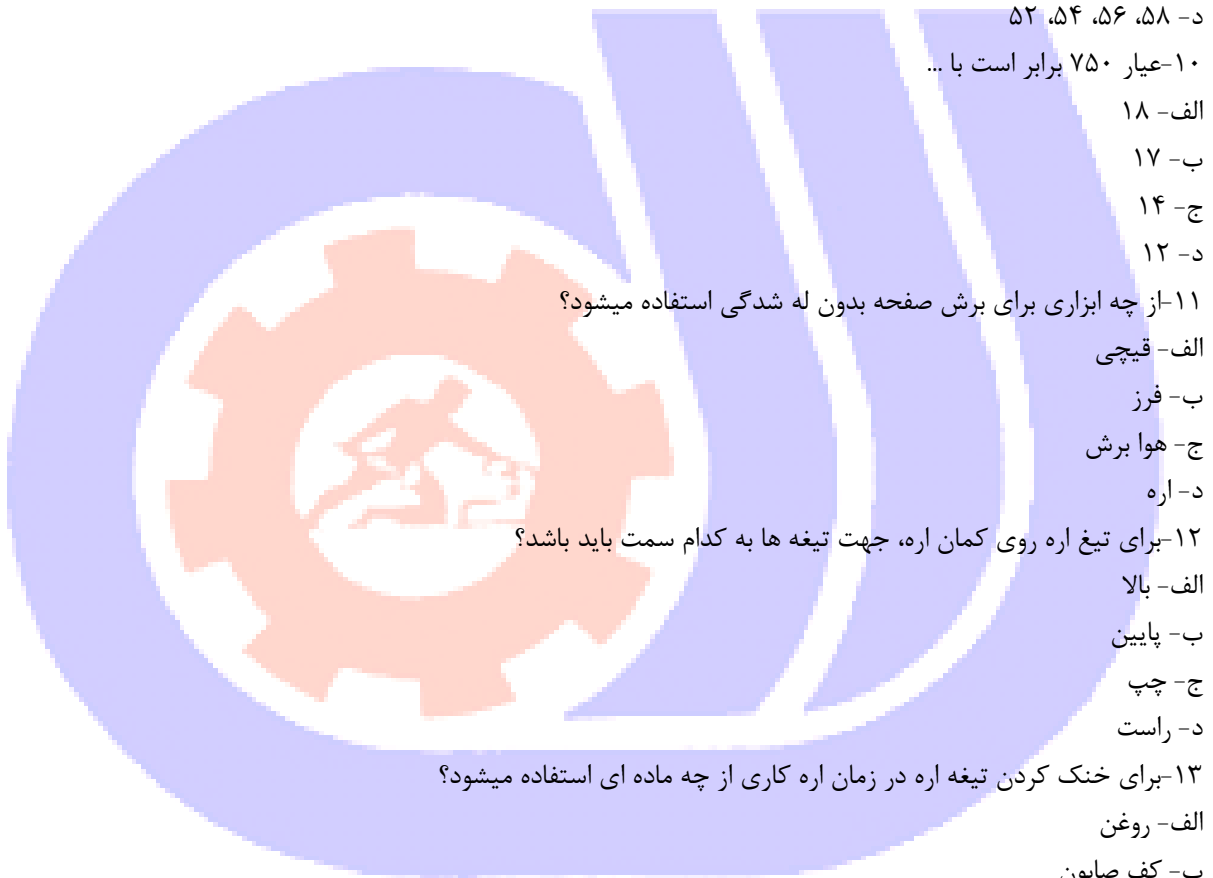 د- ۵۸، ۵۶، ۵۴، ۵۲
۱۰-عیار ۷۵۰ برابر است با ...
الف- ۱۸
ب- ۱۷
ج- ۱۴
د- ۱۲
۱۱-از چه ابزاری برای برش صفحه بدون له شدگی استفاده میشود؟
الف- قیچی
ب- فرز
ج- هوا برش
د- اره
۱۲-برای تیغ اره روی کمان اره، جهت تیغه ها به کدام سمت باید باشد؟
الف- بالا
ب- پایین
ج- چپ
د- راست
۱۳-برای خنک کردن تیغه اره در زمان اره کاری از چه ماده ای استفاده میشود؟
الف- روغن
ب- کف صابون